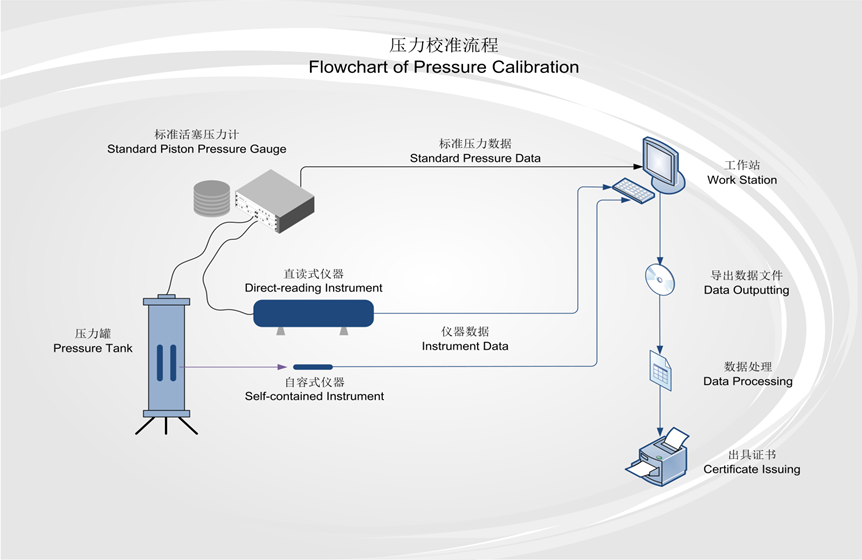 压力校准流程
Flowchart of Pressure Calibration
标准活塞压力计
Standard Piston Pressure Gauge
标准压力数据
Standard Pressure Data
工作站
Work Station
直读式仪器
Direct-reading Instrument
导出数据文件
Data Outputting
压力罐
Pressure Tank
仪器数据
Instrument Data
数据处理
Data Processing
自容式仪器
Self-contained Instrument
出具证书
Certificate Issuing